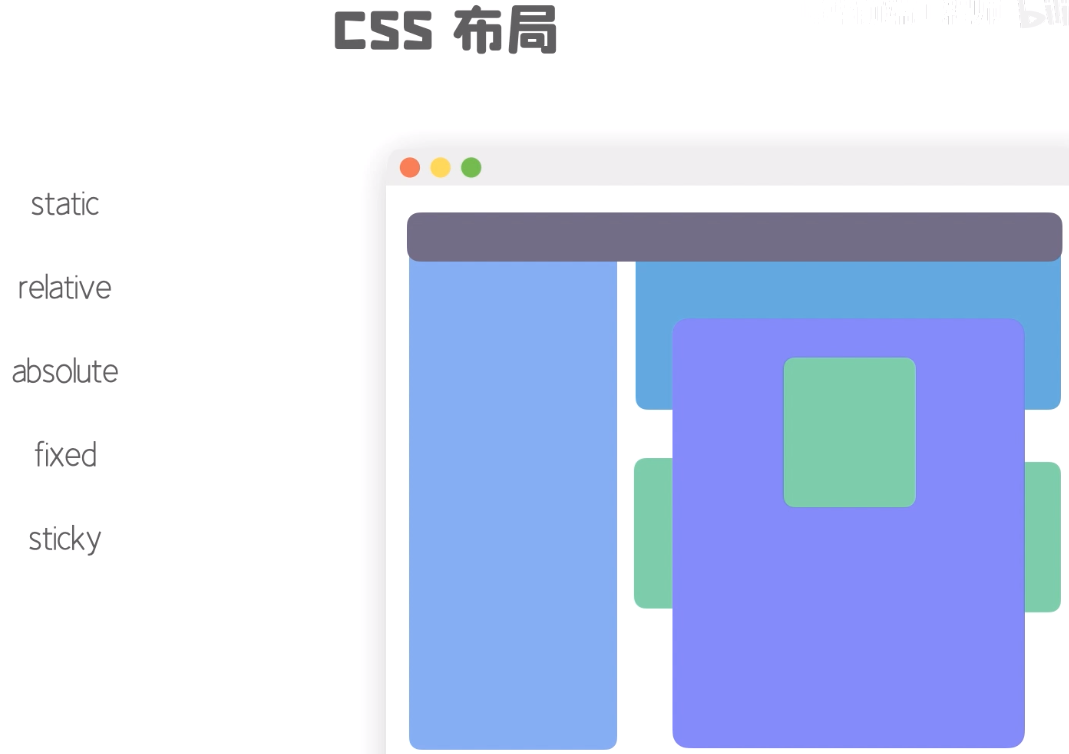 CSS 布局
static
relative
absolute
fixed
sticky